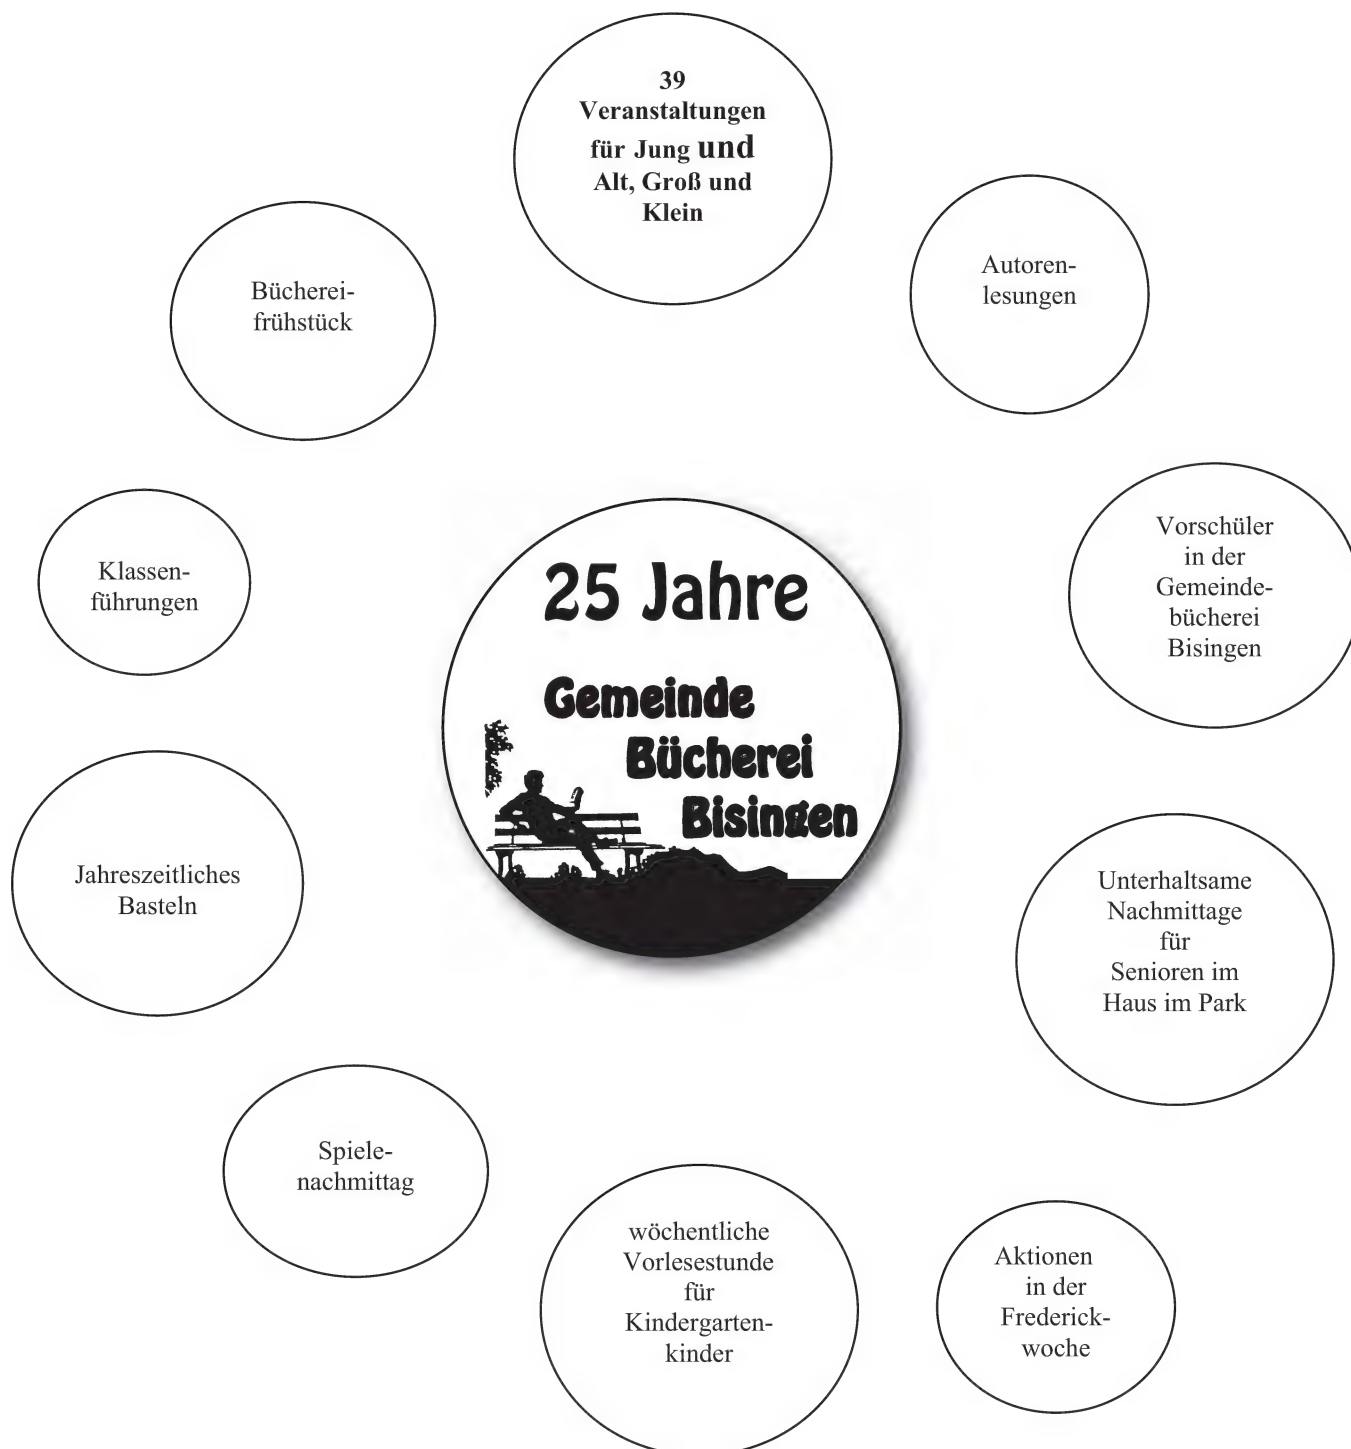 39
Veranstaltungen
für Jung und
Alt, Groß und
Klein
Autoren-
lesungen
Bücherei-
frühstück
Vorschüler
in der
Gemeinde-
bücherei
Bisingen
Klassen-
führungen
25 Jahre
Gemeinde
Bücherei
Bisingen
Jahreszeitliches
Basteln
Unterhaltsame
Nachmittage
für
Senioren im
Haus im Park
Spiele-
nachmittag
wöchentliche
Vorlesestunde
für
Kindergarten-
kinder
Aktionen
in der
Frederick-
woche